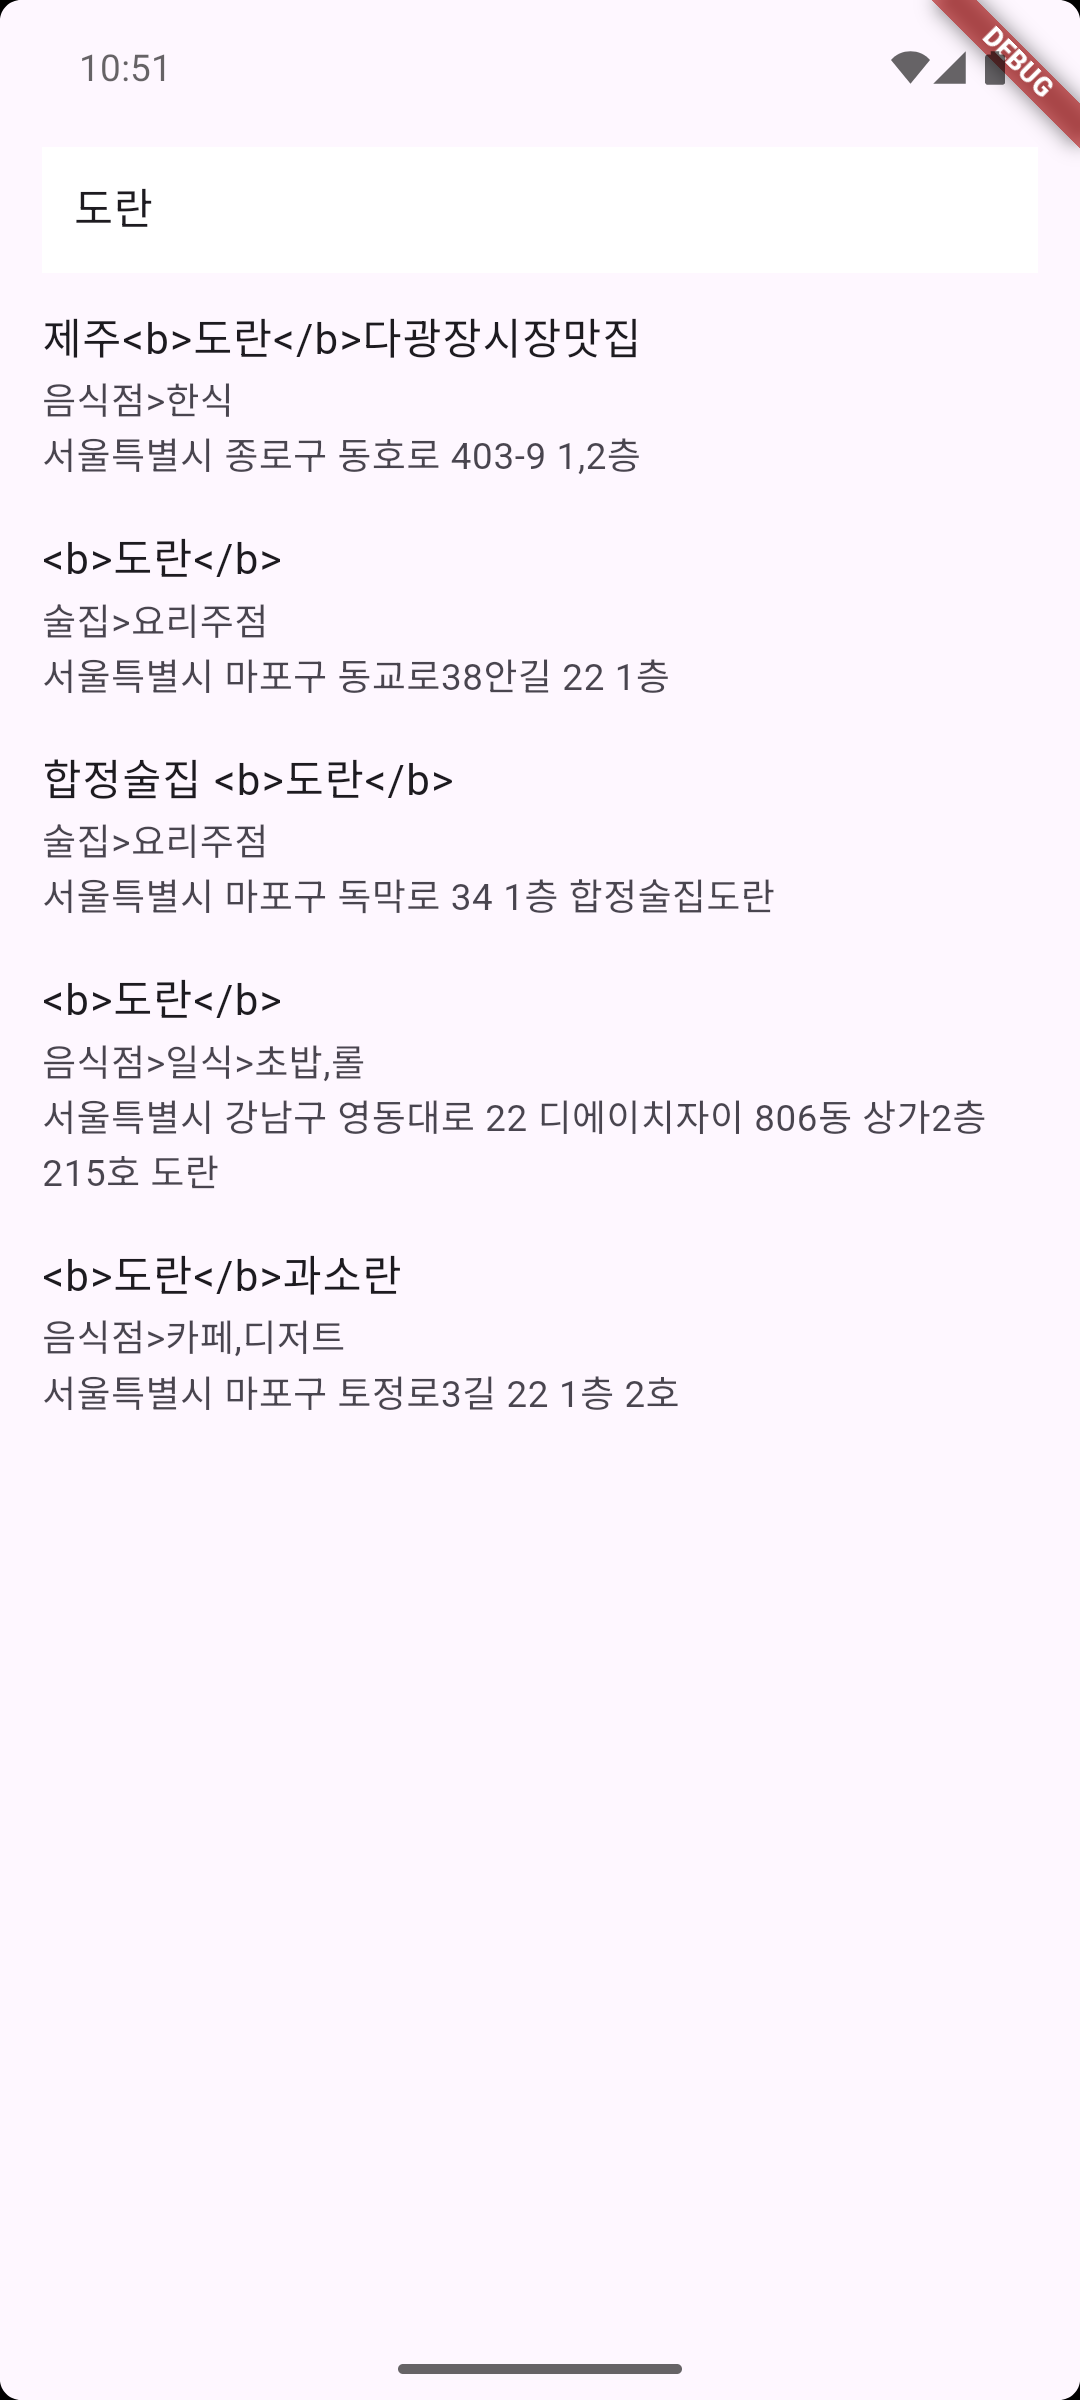 10:51
DEBUG
도란
제주<b>도란</b>다광장시장맛집
음식점>한식
서울특별시 종로구 동호로 403-9 1,2층
<b>도란</b>
술집>요리주점
서울특별시 마포구 동교로38안길 22 1층
합정술집 <b>도란</b>
술집>요리주점
서울특별시 마포구 독막로 34 1층 합정술집도란
<b>도란</b>
음식점>일식>초밥,롤
서울특별시 강남구 영동대로 22 디에이치자이 806동 상가2층
215호 도란
<b>도란</b>과소란
음식점>카페,디저트
서울특별시 마포구 토정로3길 22 1층 2호